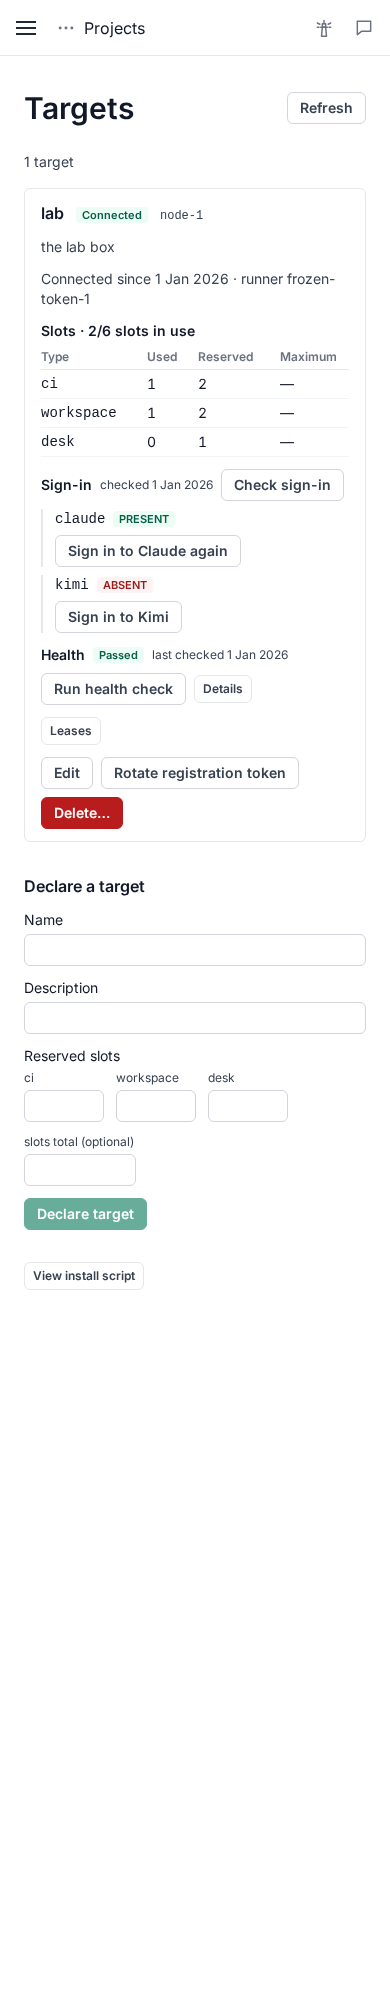 Projects
Targets
Refresh
1 target
lab Connected node-1
the lab box
Connected since 1 Jan 2026 · runner frozen-
token-1
Slots · 2/6 slots in use
Type Used Reserved Maximum
ci 1 2 —
workspace 1 2 —
desk 0 1 —
Sign-in checked 1 Jan 2026 Check sign-in
claude PRESENT
Sign in to Claude again
kimi ABSENT
Sign in to Kimi
Health Passed last checked 1 Jan 2026
Run health check Details
Leases
Edit Rotate registration token
Delete...
Declare a target
Name
Description
Reserved slots
ci workspace desk
slots total (optional)
Declare target
View install script